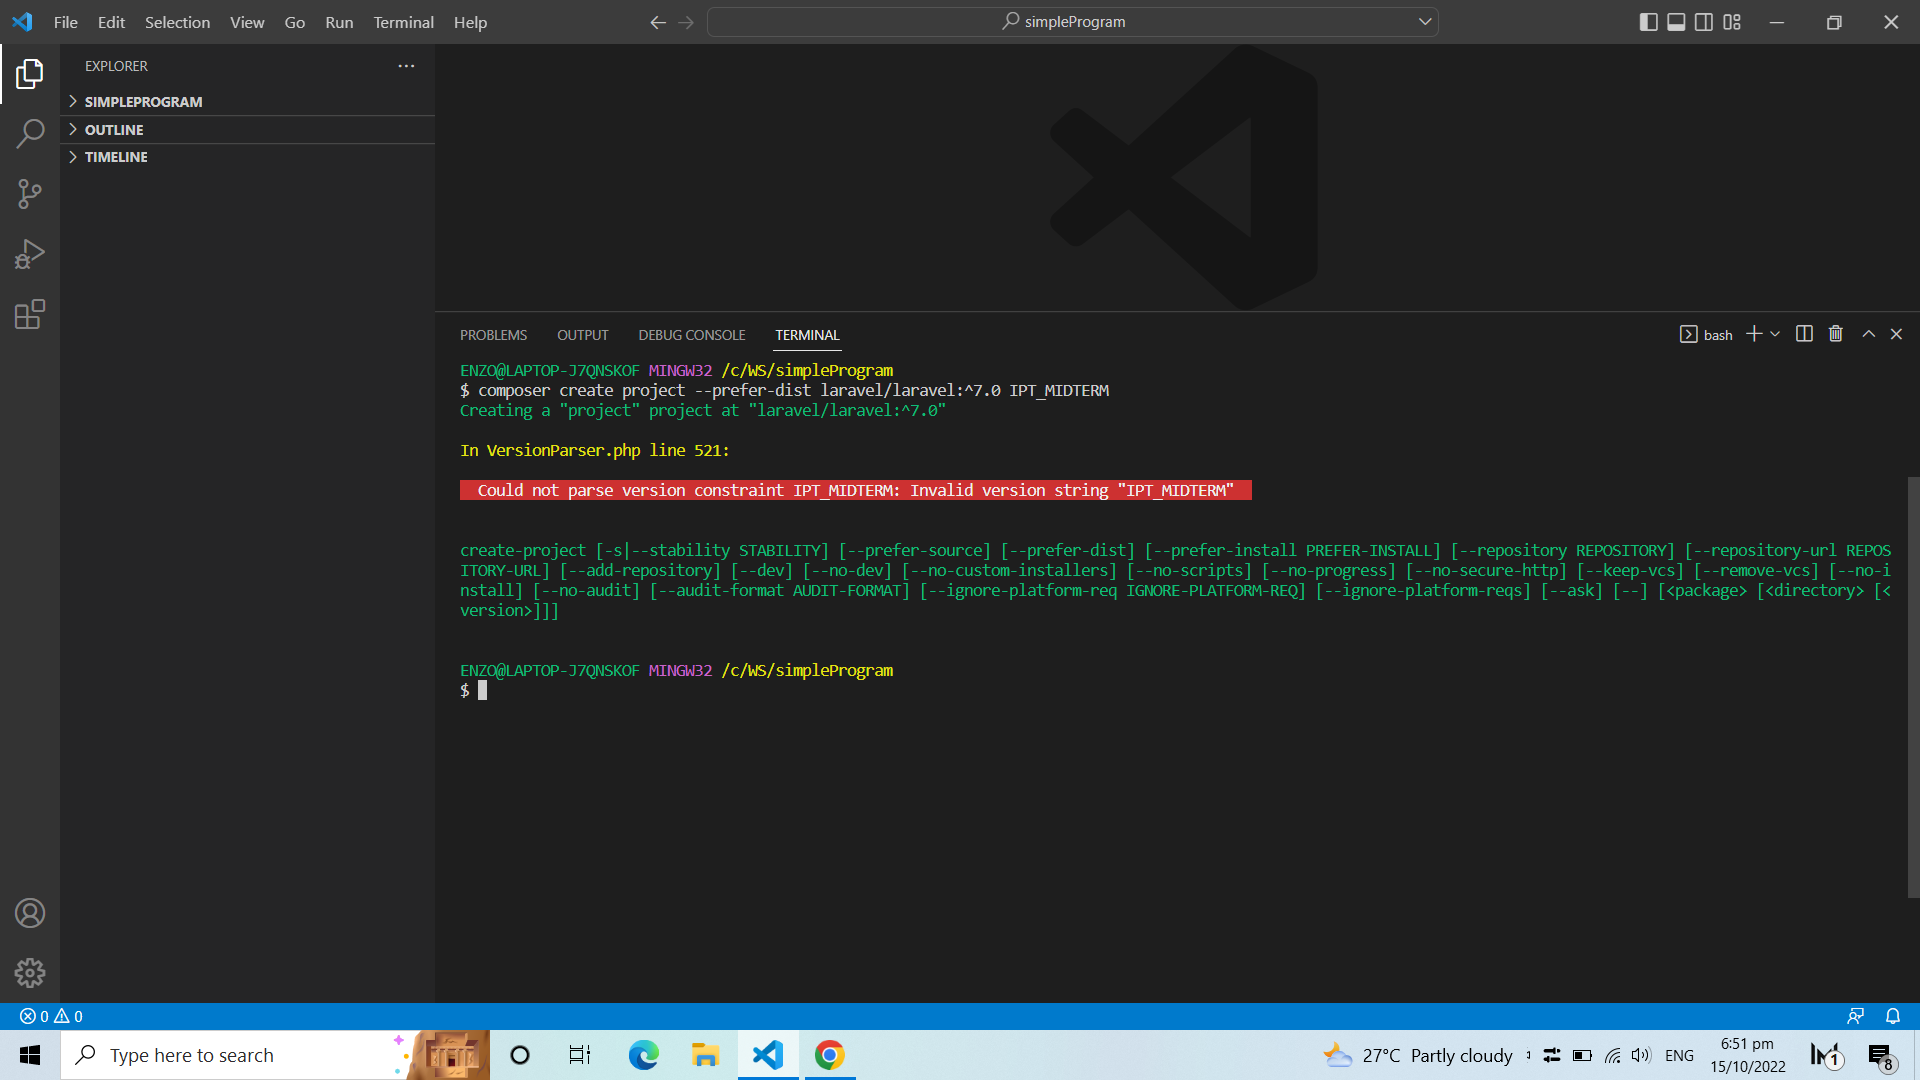 File Edit Selection View Go Run Terminal Help
simpleProgram
EXPLORER
SIMPLEPROGRAM
OUTLINE
TIMELINE
PROBLEMS OUTPUT DEBUG CONSOLE TERMINAL
bash
ENZO@LAPTOP-J7QNSKOF MINGW32 /c/WS/simpleProgram
$ composer create project --prefer-dist laravel/laravel:^7.0 IPT_MIDTERM
Creating a "project" project at "laravel/laravel:^7.0"
In VersionParser.php line 521:
Could not parse version constraint IPT_MIDTERM: Invalid version string "IPT_MIDTERM"
create-project [-s|--stability STABILITY] [--prefer-source] [--prefer-dist] [--prefer-install PREFER-INSTALL] [--repository REPOSITORY] [--repository-url REPOS
ITORY-URL] [--add-repository] [--dev] [--no-dev] [--no-custom-installers] [--no-scripts] [--no-progress] [--no-secure-http] [--keep-vcs] [--remove-vcs] [--no-i
nstall] [--no-audit] [--audit-format AUDIT-FORMAT] [--ignore-platform-req IGNORE-PLATFORM-REQ] [--ignore-platform-reqs] [--ask] [--] [<package> [<directory> [<
version>]]]
ENZO@LAPTOP-J7QNSKOF MINGW32 /c/WS/simpleProgram
$
0 0
Type here to search
27°C Partly cloudy
ENG
6:51 pm
15/10/2022
1
8